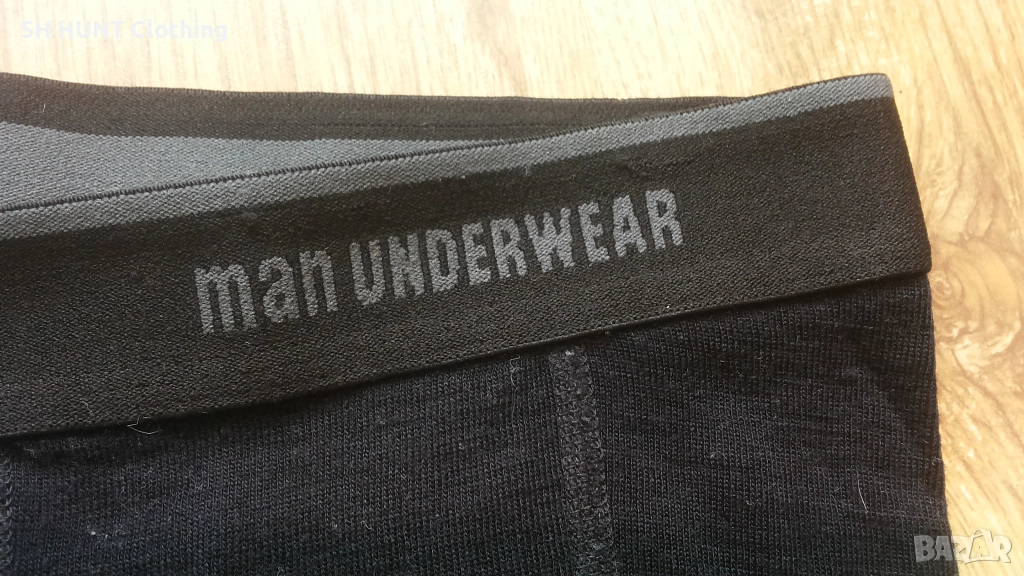 SH HUNT Clothing
man UNDERWEAR
BAZAR